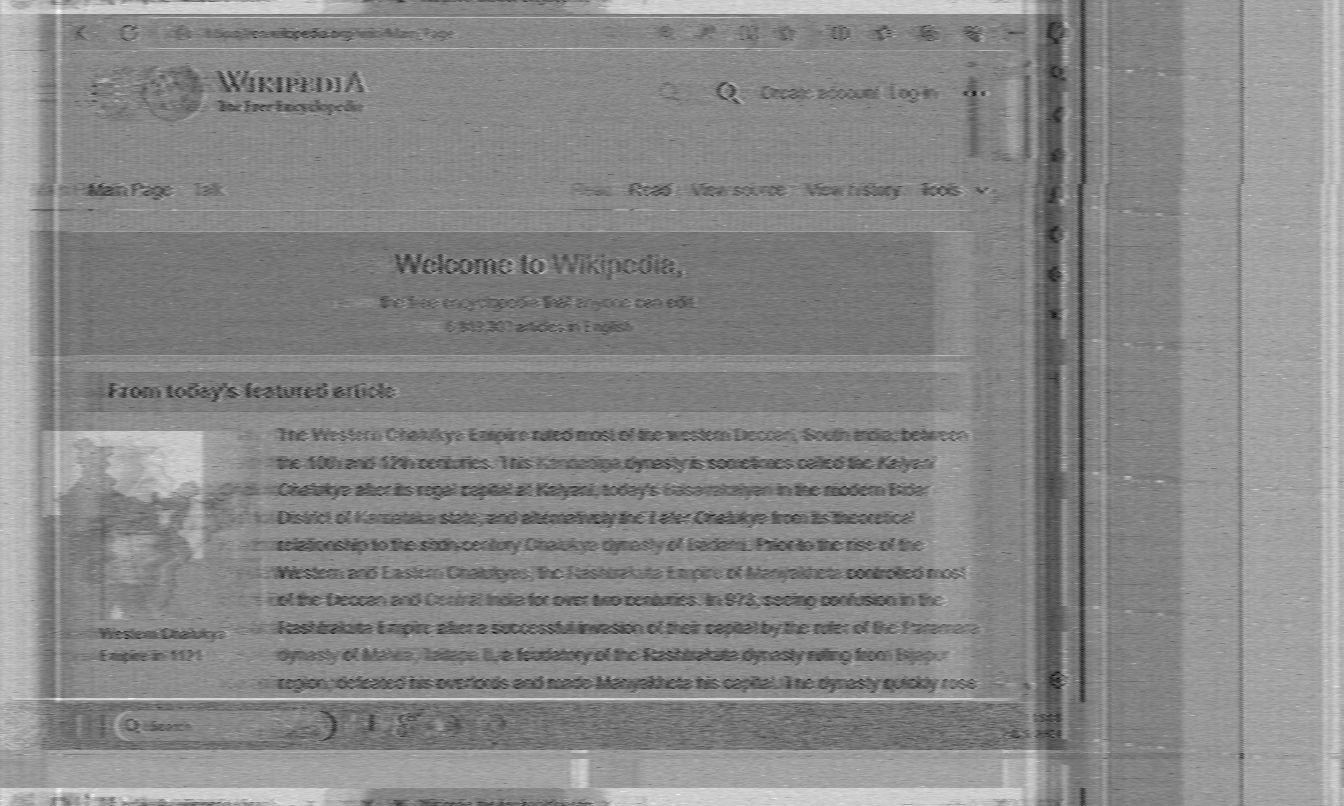 https://en.wikipedia.org/wiki/Main_Page
WIKIPEDIA
The Free Encyclopedia
Create account Log in
Main Page Talk
Read View source View history Tools
Welcome to Wikipedia,
the free encyclopedia that anyone can edit.
articles in English
From today's featured article
The Western Chalukya Empire ruled most of the western Deccan, South India, between
the 10th and 12th centuries. This Kannadiga dynasty is sometimes called the Kalyani
Chalukya after its regal capital at Kalyani, today's Basavakalyan in the modern Bidar
District of Karnataka state, and alternatively the Later Chalukya from its theoretical
relationship to the sixth-century Chalukya dynasty of Badami. Prior to the rise of the
Western and Eastern Chalukyas, the Rashtrakuta Empire of Manyakheta controlled most
of the Deccan and Central India for over two centuries. In 973, seeing confusion in the
Rashtrakuta Empire after a successful invasion of their capital by the ruler of the Paramara
dynasty of Malwa, Tailapa II, a feudatory of the Rashtrakuta dynasty ruling from Bijapur
region, defeated his overlords and made Manyakheta his capital. The dynasty quickly rose
Western Chalukya
Empire in 1121
Search